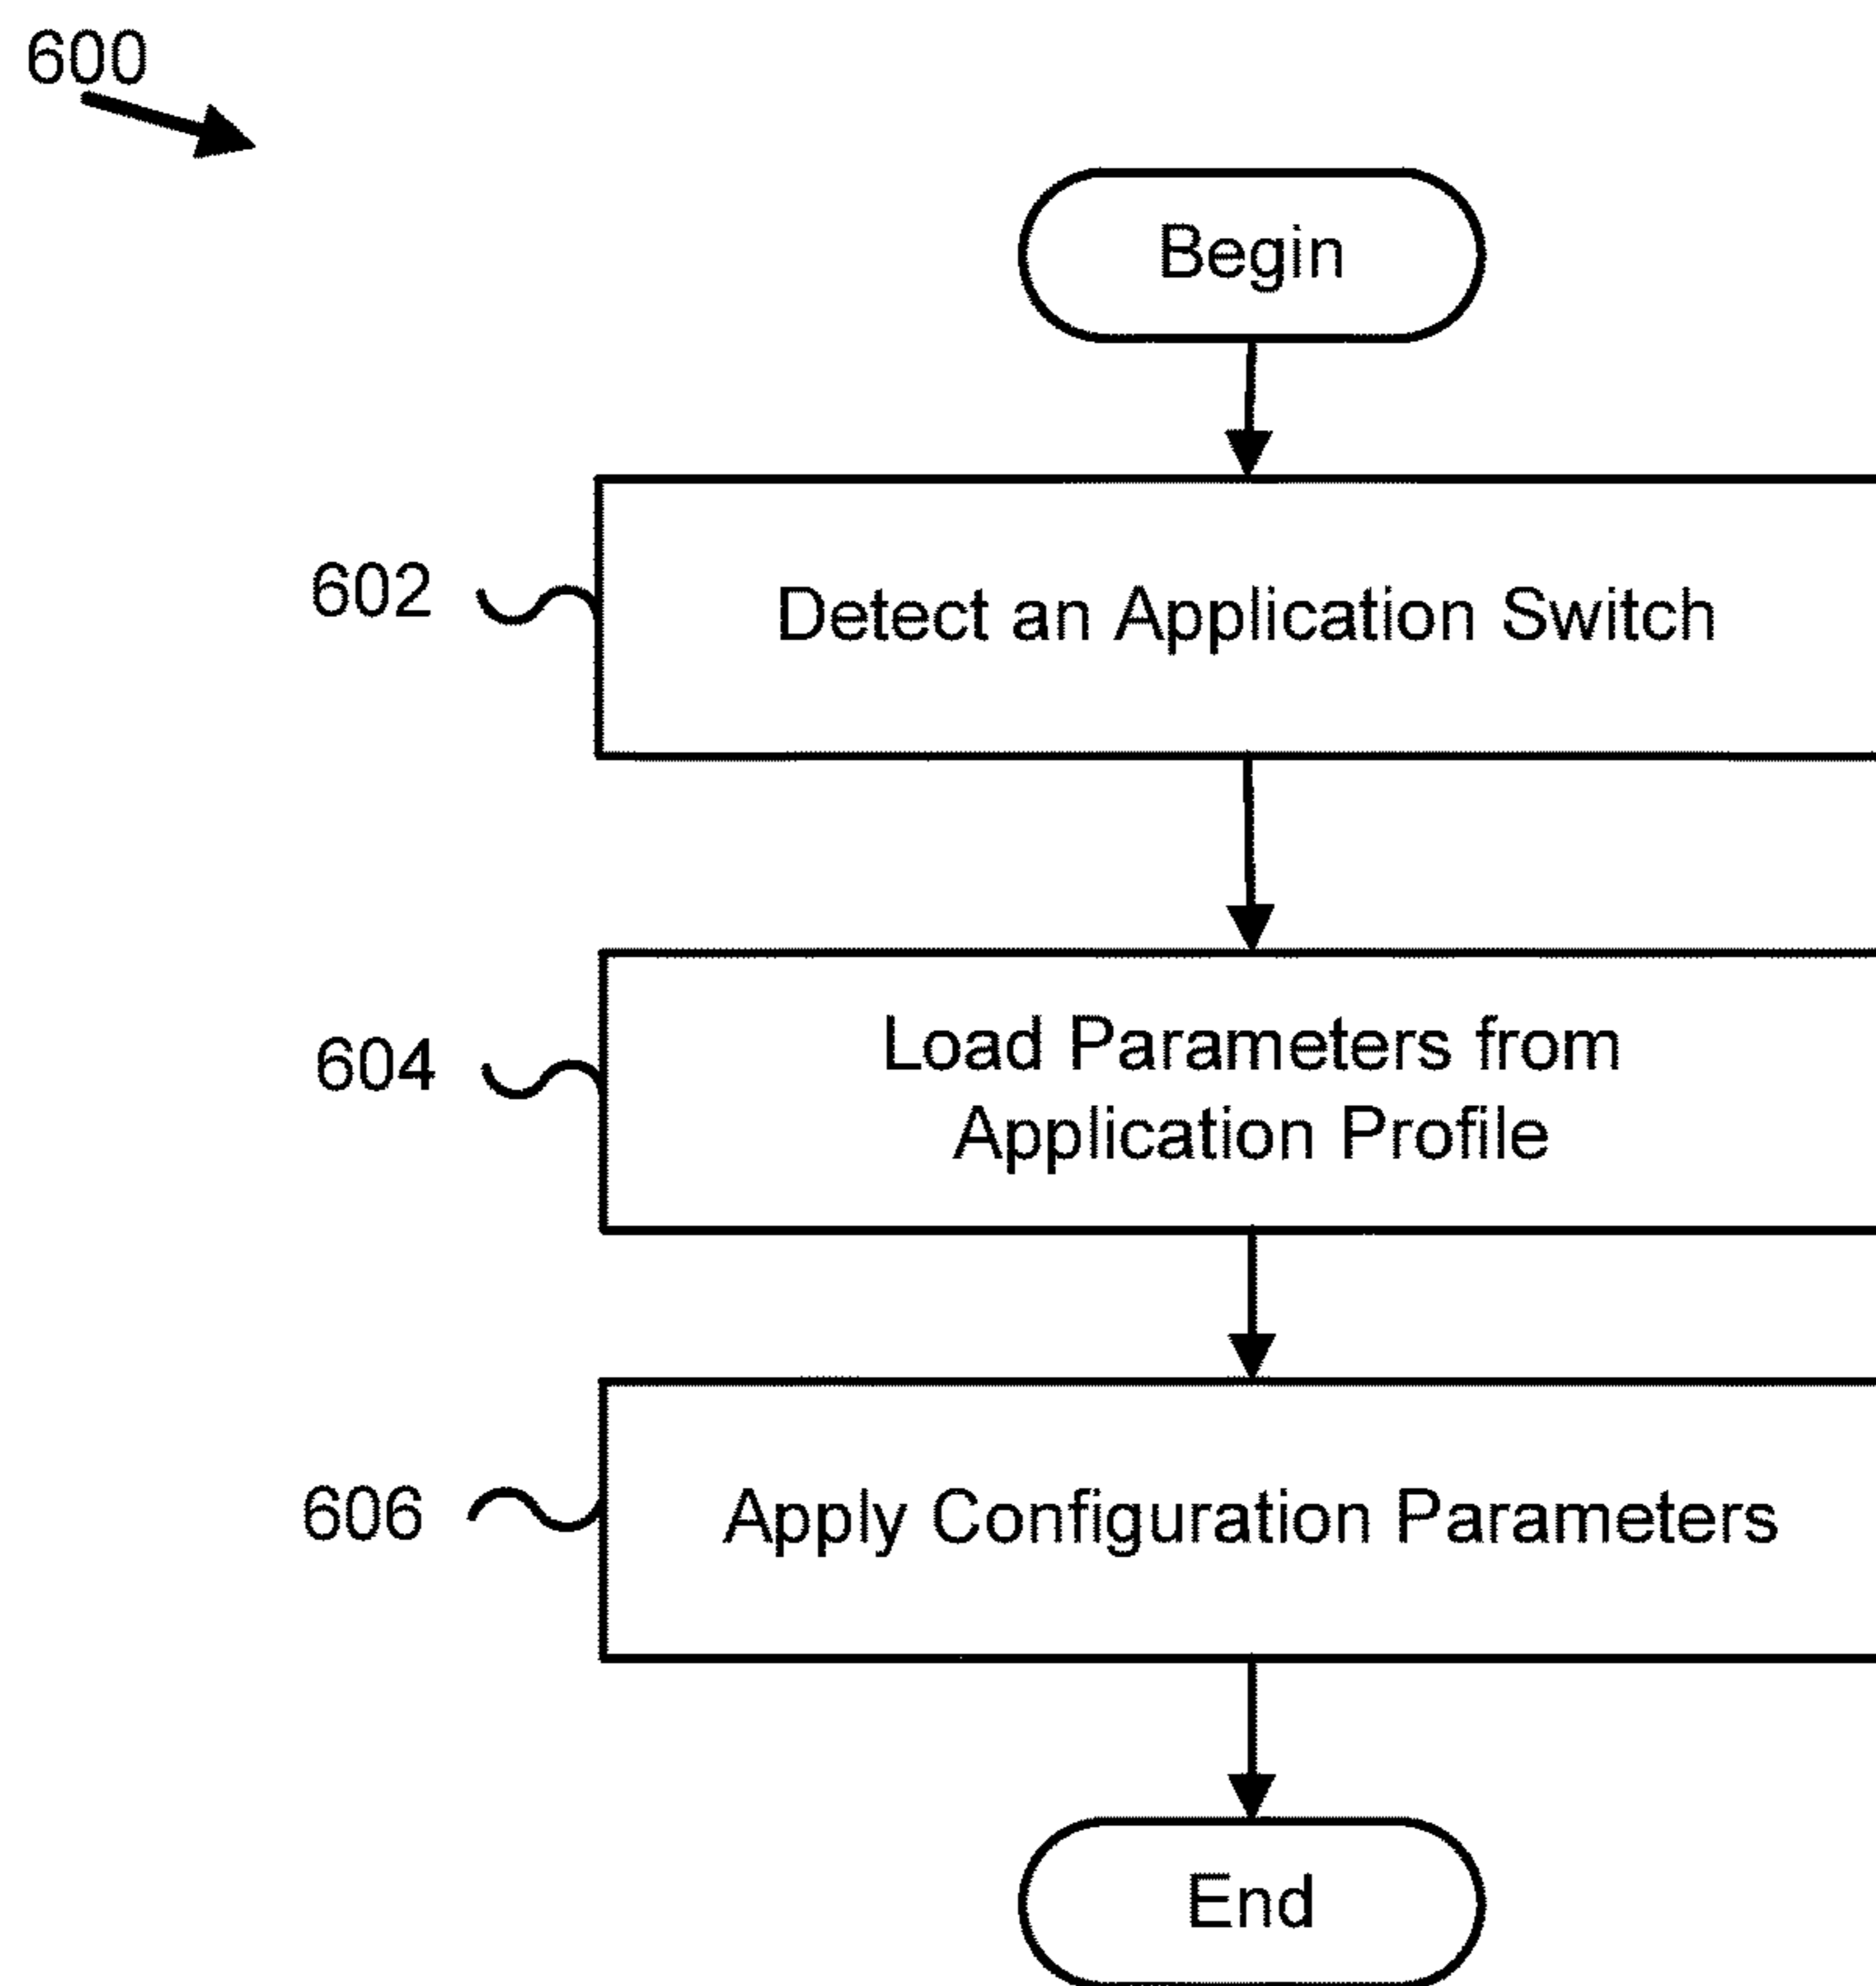 600
Begin
602
Detect an Application Switch
604
Load Parameters from
Application Profile
606
Apply Configuration Parameters
End